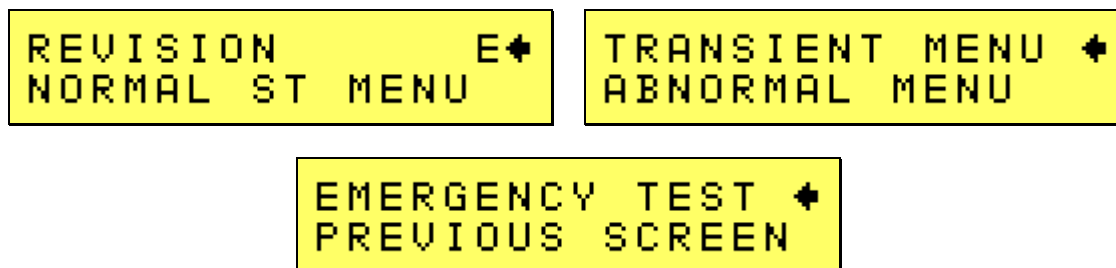 REVISION E🡸
NORMAL ST MENU
TRANSIENT MENU 🡸
ABNORMAL MENU
EMERGENCY TEST 🡸
PREVIOUS SCREEN